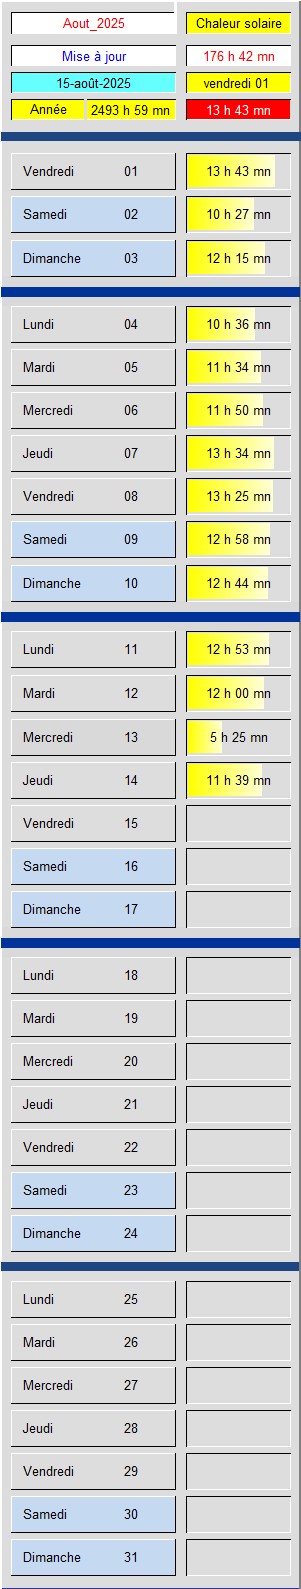 Aout_2025 Chaleur solaire
Mise à jour 176 h 42 mn
15-août-2025 vendredi 01
Année 2493 h 59 mn 13 h 43 mn
Vendredi 01 13 h 43 mn
Samedi 02 10 h 27 mn
Dimanche 03 12 h 15 mn
Lundi 04 10 h 36 mn
Mardi 05 11 h 34 mn
Mercredi 06 11 h 50 mn
Jeudi 07 13 h 34 mn
Vendredi 08 13 h 25 mn
Samedi 09 12 h 58 mn
Dimanche 10 12 h 44 mn
Lundi 11 12 h 53 mn
Mardi 12 12 h 00 mn
Mercredi 13 5 h 25 mn
Jeudi 14 11 h 39 mn
Vendredi 15
Samedi 16
Dimanche 17
Lundi 18
Mardi 19
Mercredi 20
Jeudi 21
Vendredi 22
Samedi 23
Dimanche 24
Lundi 25
Mardi 26
Mercredi 27
Jeudi 28
Vendredi 29
Samedi 30
Dimanche 31